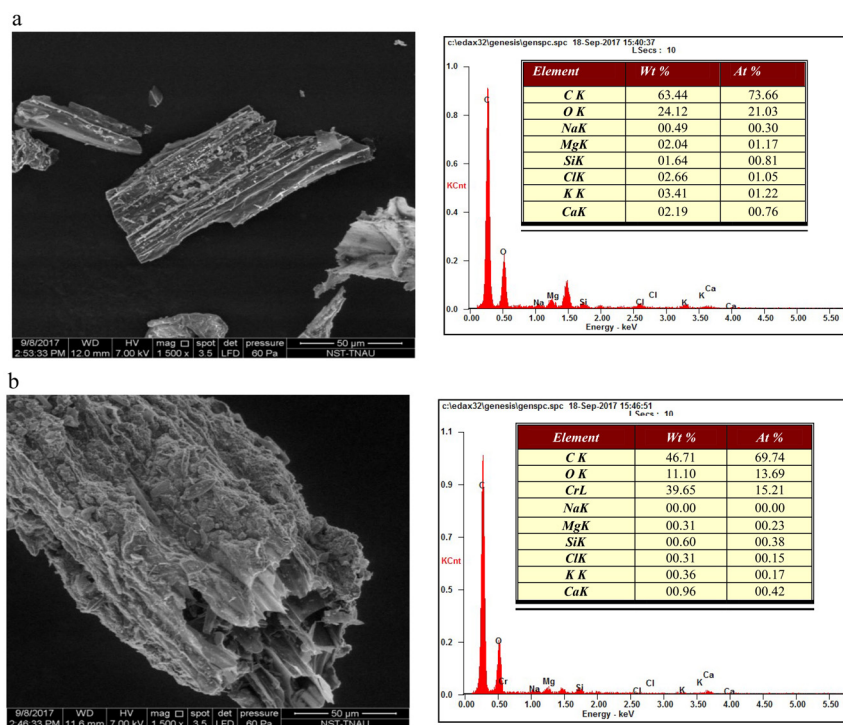 a
c:\edax32\genesis\genspc.spc 18-Sep-2017 15:40:37
LSecs : 10
Element Wt % At %
C K 63.44 73.66
O K 24.12 21.03
NaK 00.49 00.30
MgK 02.04 01.17
SiK 01.64 00.81
ClK 02.66 01.05
K K 03.41 01.22
CaK 02.19 00.76
1.0
0.8
0.6
KCnt
0.4
0.2
0.0
C
O
Na Mg Si Cl Cl K K Ca Ca
0.00 0.50 1.00 1.50 2.00 2.50 3.00 3.50 4.00 4.50 5.00 5.50
Energy - keV
9/8/2017 WD HV mag spot det pressure 50 µm
2:53:33 PM 12.0 mm 7.00 kV 1 500 x 3.5 LFD 60 Pa NST-TNAU
b
c:\edax32\genesis\genspc.spc 18-Sep-2017 15:46:51
LSecs : 10
Element Wt % At %
C K 46.71 69.74
O K 11.10 13.69
CrL 39.65 15.21
NaK 00.00 00.00
MgK 00.31 00.23
SiK 00.60 00.38
ClK 00.31 00.15
K K 00.36 00.17
CaK 00.96 00.42
1.1
0.9
0.7
KCnt
0.5
0.2
0.0
C
O
Cr Na Mg Si Cl Cl K K Ca Ca
0.00 0.50 1.00 1.50 2.00 2.50 3.00 3.50 4.00 4.50 5.00 5.50
Energy - keV
9/8/2017 WD HV mag spot det pressure 50 µm
2:46:33 PM 11.6 mm 7.00 kV 1 500 x 3.5 LFD 60 Pa NST-TNAU